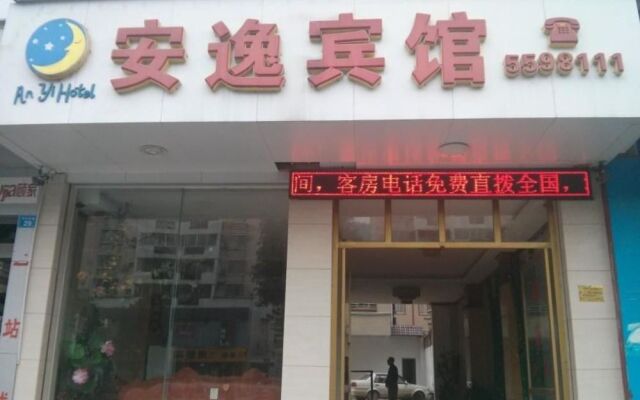 安逸宾馆 5598111
An Yi Hotel
间，客房电话免费直拨全国，
29
站